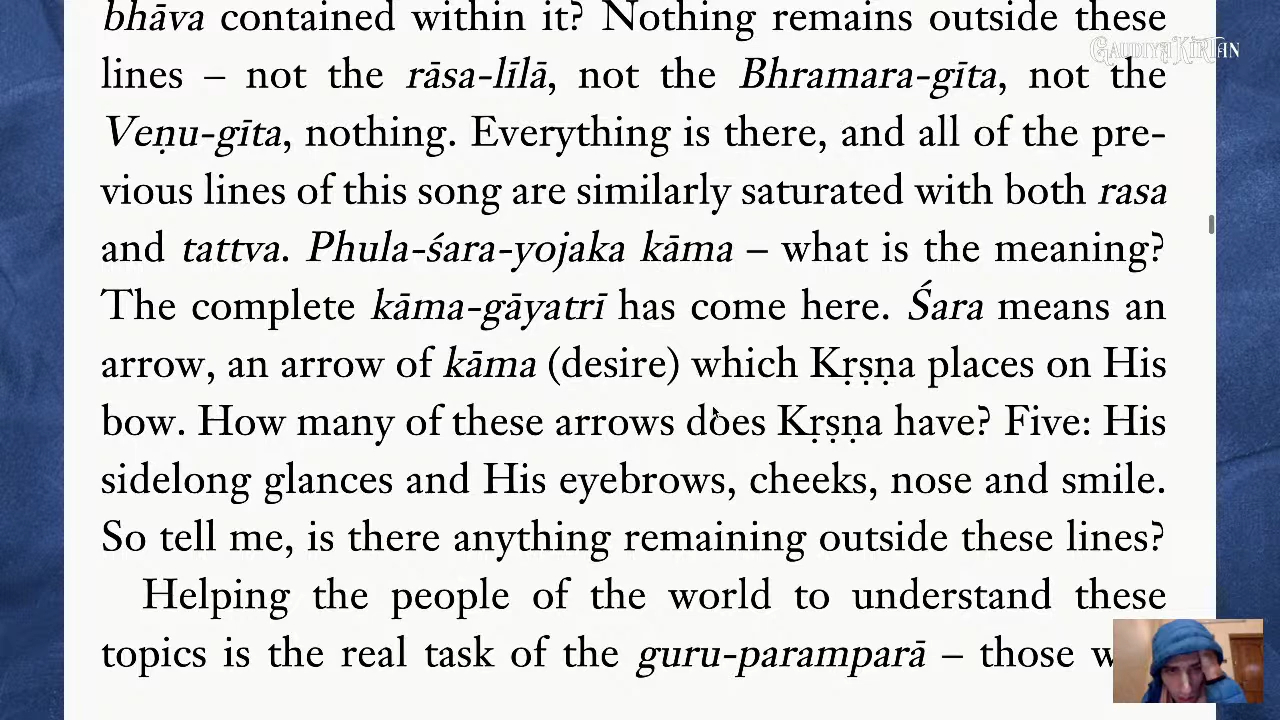 bhāva contained within it? Nothing remains outside these
GAUDIYA KIRTAN
lines – not the rāsa-līlā, not the Bhramara-gīta, not the
Veṇu-gīta, nothing. Everything is there, and all of the pre-
vious lines of this song are similarly saturated with both rasa
and tattva. Phula-śara-yojaka kāma – what is the meaning?
The complete kāma-gāyatrī has come here. Śara means an
arrow, an arrow of kāma (desire) which Kṛṣṇa places on His
bow. How many of these arrows does Kṛṣṇa have? Five: His
sidelong glances and His eyebrows, cheeks, nose and smile.
So tell me, is there anything remaining outside these lines?
Helping the people of the world to understand these
topics is the real task of the guru-paramparā – those